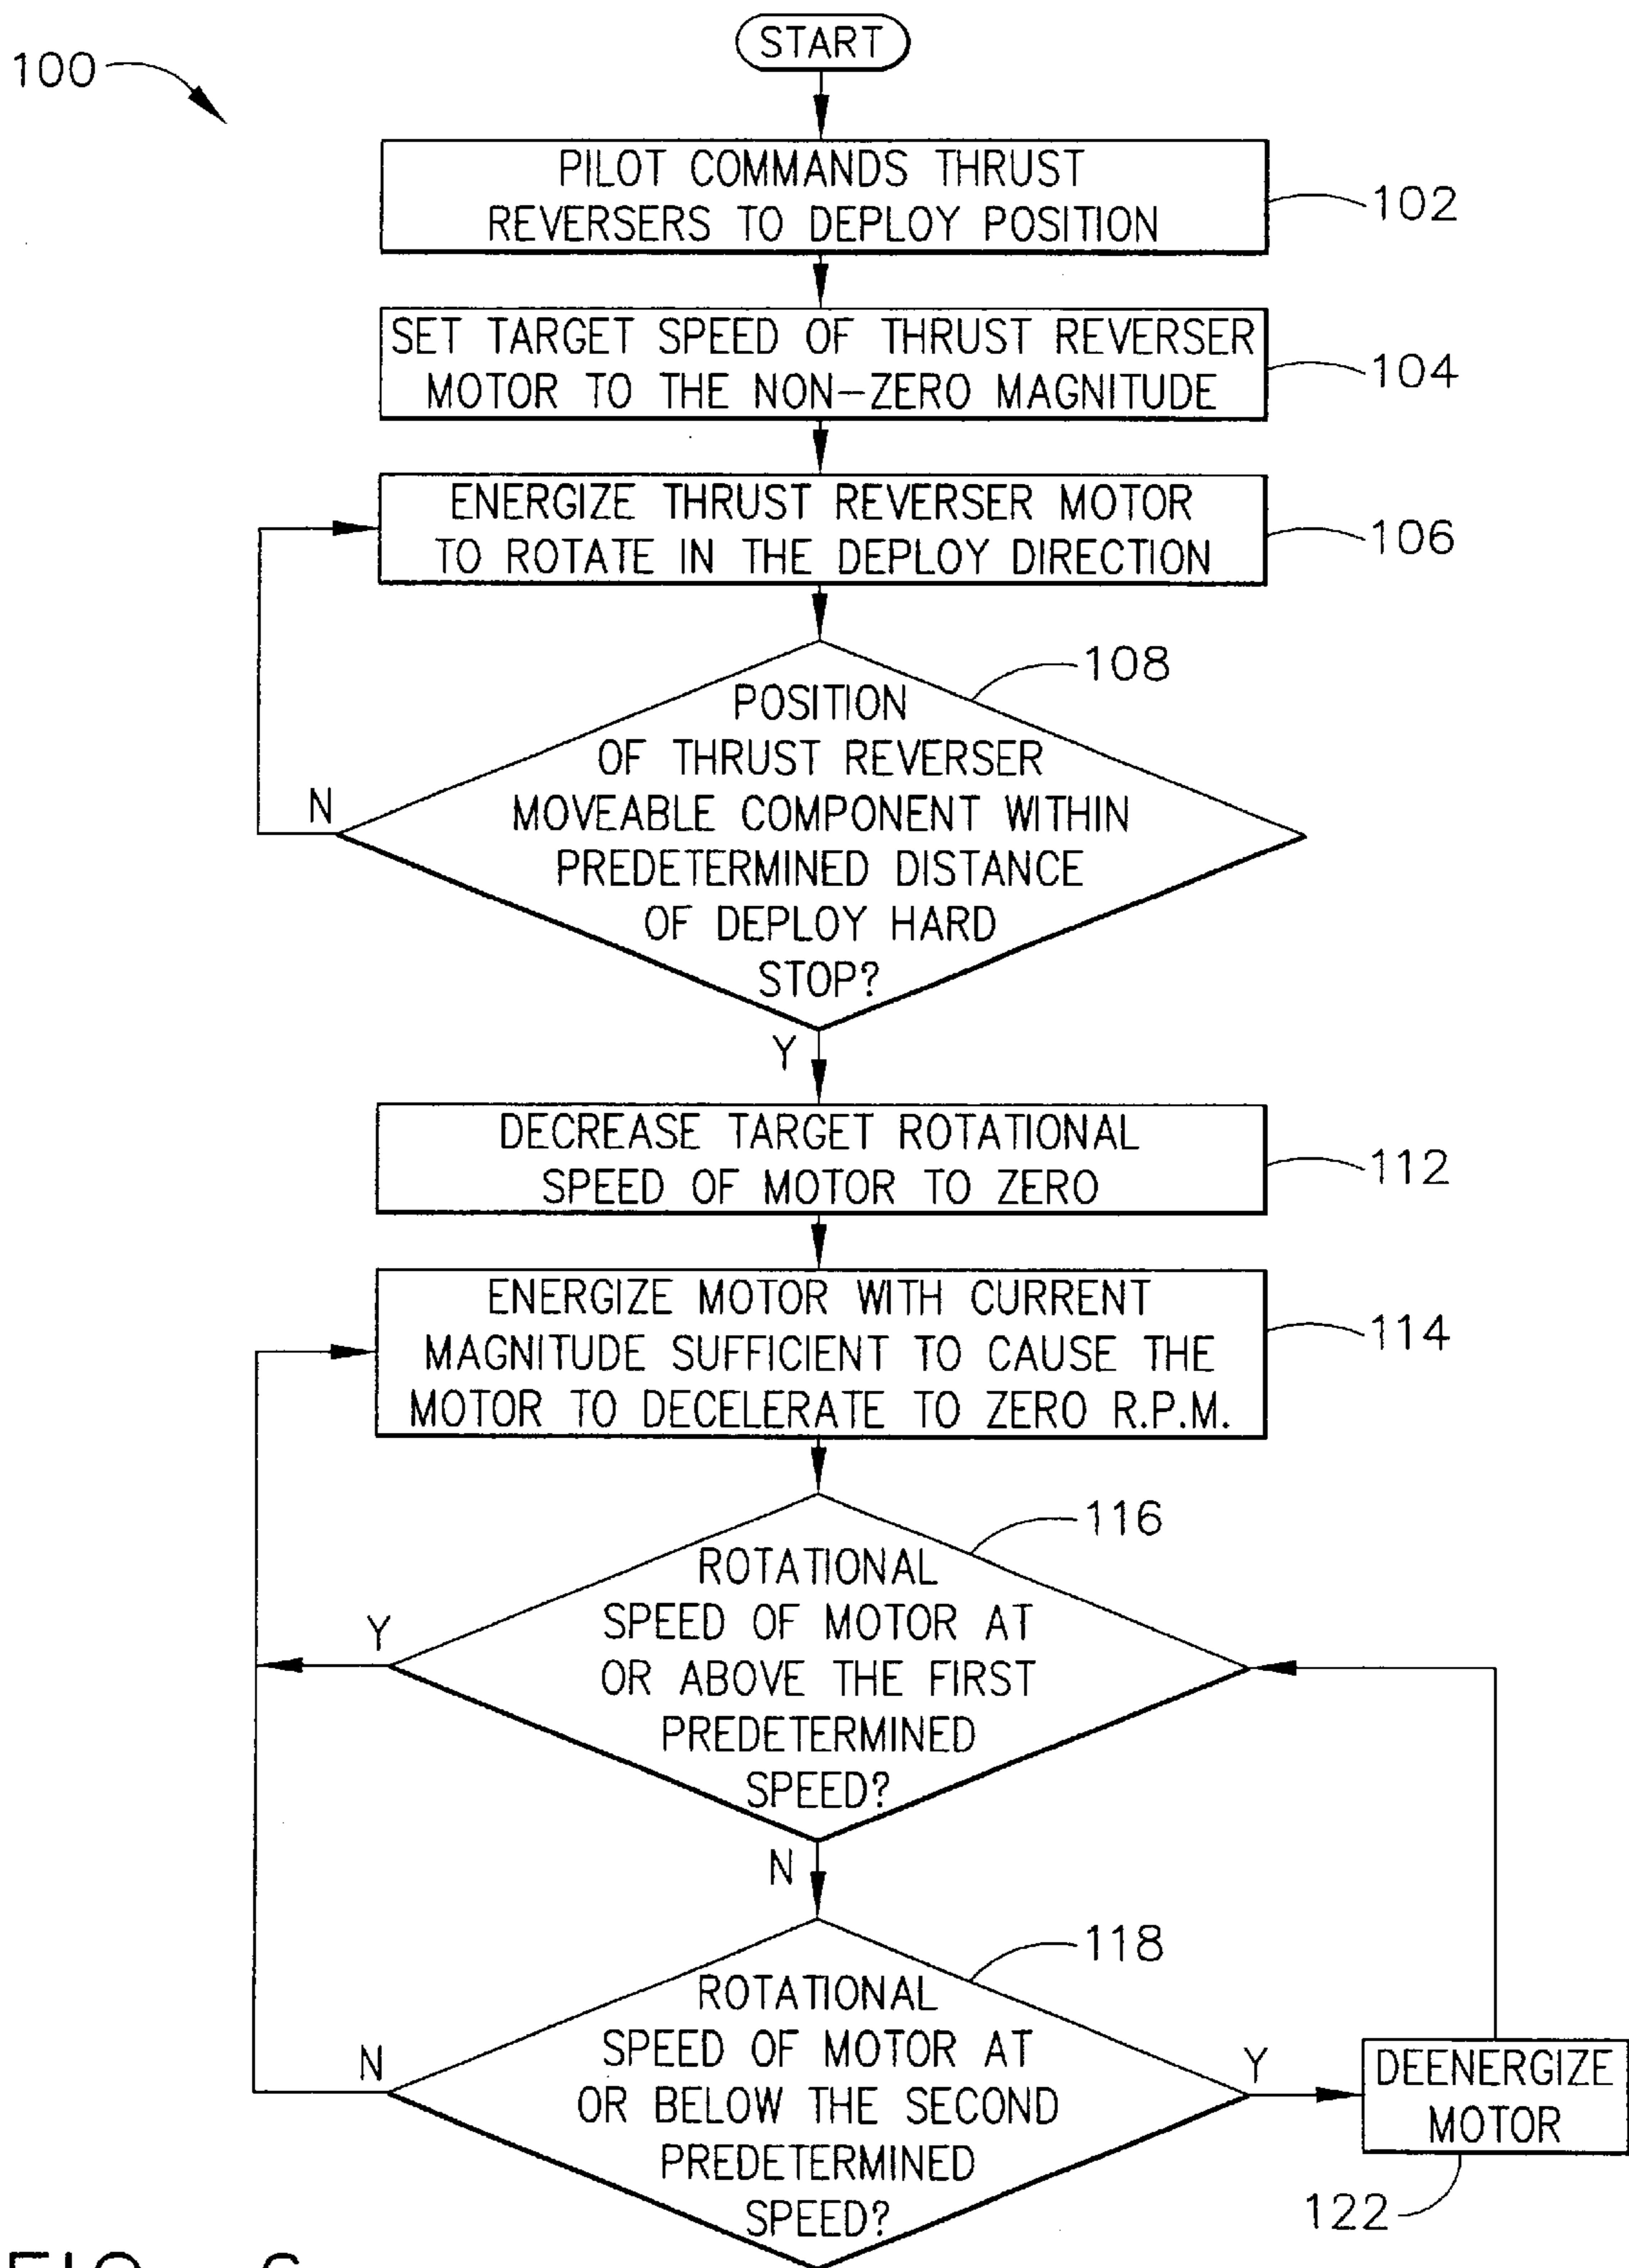 START
100
PILOT COMMANDS THRUST
REVERSERS TO DEPLOY POSITION
102
SET TARGET SPEED OF THRUST REVERSER
MOTOR TO THE NON-ZERO MAGNITUDE
104
ENERGIZE THRUST REVERSER MOTOR
TO ROTATE IN THE DEPLOY DIRECTION
106
108
POSITION
OF THRUST REVERSER
MOVEABLE COMPONENT WITHIN
PREDETERMINED DISTANCE
OF DEPLOY HARD
STOP?
N
Y
DECREASE TARGET ROTATIONAL
SPEED OF MOTOR TO ZERO
112
ENERGIZE MOTOR WITH CURRENT
MAGNITUDE SUFFICIENT TO CAUSE THE
MOTOR TO DECELERATE TO ZERO R.P.M.
114
116
ROTATIONAL
SPEED OF MOTOR AT
OR ABOVE THE FIRST
PREDETERMINED
SPEED?
Y
N
118
ROTATIONAL
SPEED OF MOTOR AT
OR BELOW THE SECOND
PREDETERMINED
SPEED?
N
Y
DEENERGIZE
MOTOR
122